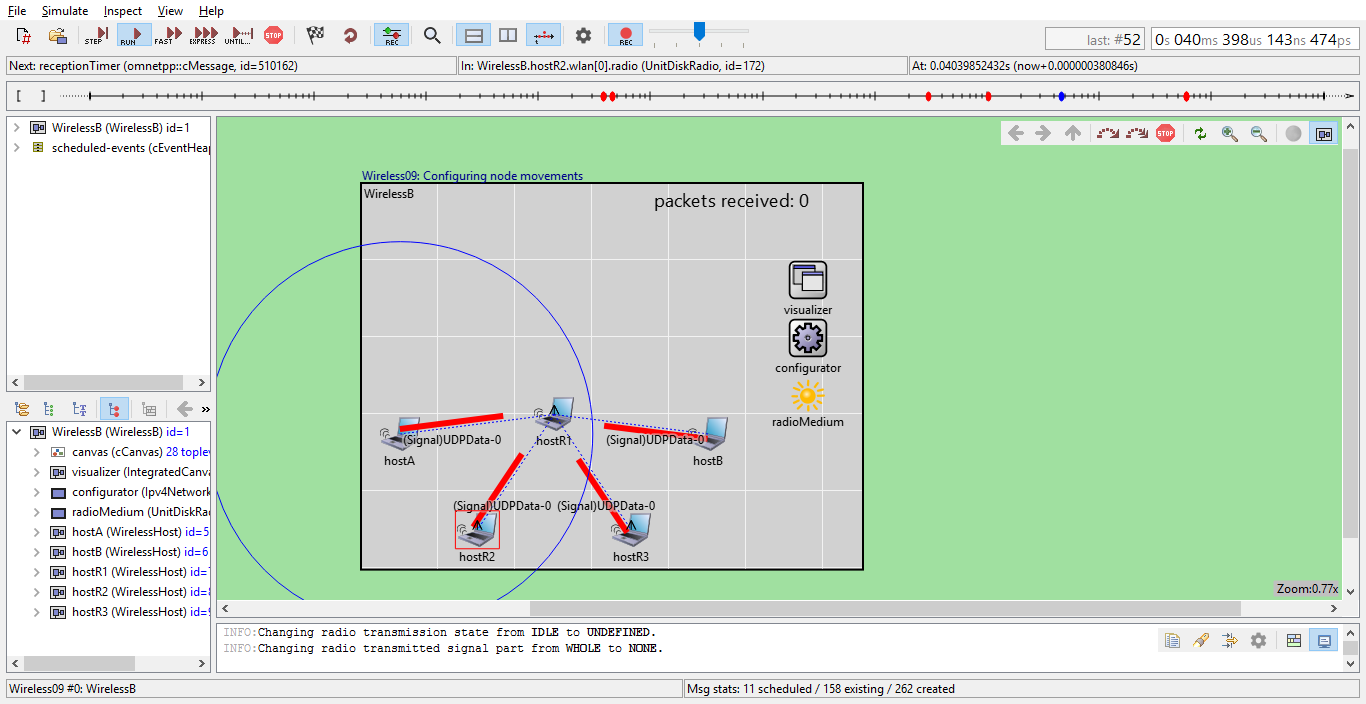 File Simulate Inspect View Help
STEP RUN FAST EXPRESS UNTIL... STOP REC REC
last: #52 0s 040ms 398us 143ns 474ps
Next: receptionTimer (omnetpp::cMessage, id=510162) In: WirelessB.hostR2.wlan[0].radio (UnitDiskRadio, id=172) At: 0.04039852432s (now+0.000000380846s)
[ ]
WirelessB (WirelessB) id=1
scheduled-events (cEventHeap
STOP
Wireless09: Configuring node movements
WirelessB
packets received: 0
visualizer
configurator
radioMedium
hostR1
(Signal)UDPData-0 (Signal)UDPData-0
hostA hostB
(Signal)UDPData-0 (Signal)UDPData-0
hostR2 hostR3
Zoom:0.77x
»
WirelessB (WirelessB) id=1
canvas (cCanvas) 28 toplev
visualizer (IntegratedCanva
configurator (Ipv4Network
radioMedium (UnitDiskRad
hostA (WirelessHost) id=5
hostB (WirelessHost) id=6
hostR1 (WirelessHost) id=
hostR2 (WirelessHost) id=
hostR3 (WirelessHost) id=
INFO:Changing radio transmission state from IDLE to UNDEFINED.
INFO:Changing radio transmitted signal part from WHOLE to NONE.
Wireless09 #0: WirelessB Msg stats: 11 scheduled / 158 existing / 262 created